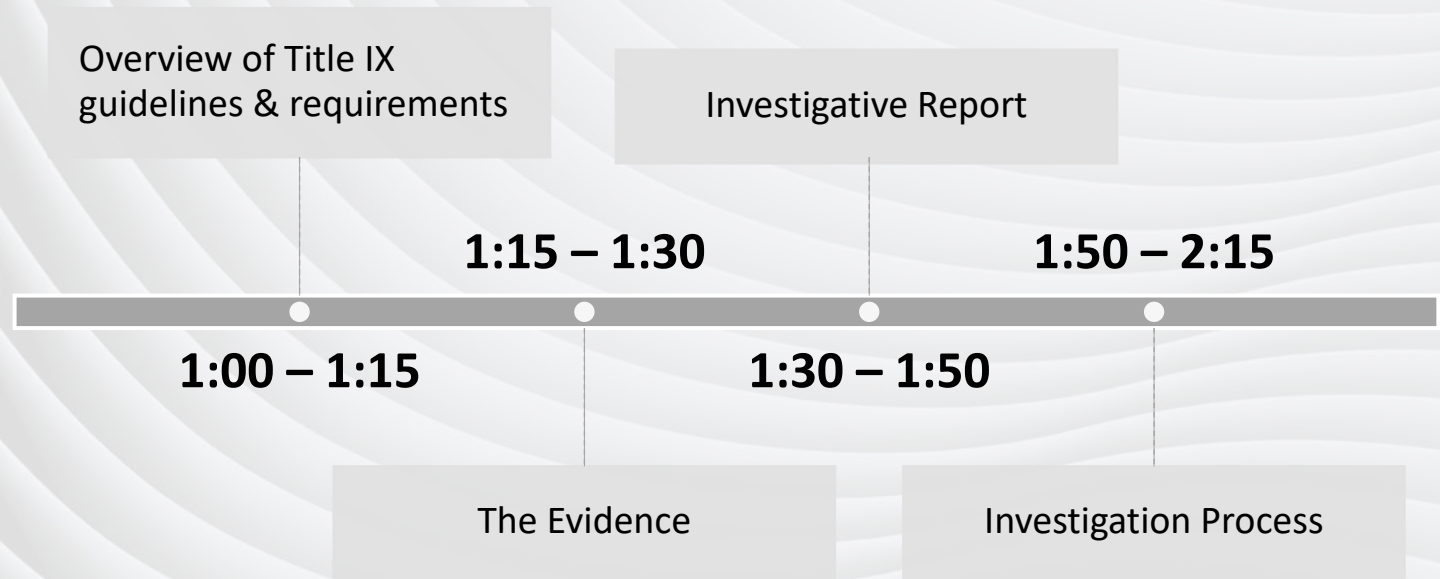 Overview of Title IX
guidelines & requirements
Investigative Report
1:15 – 1:30
1:50 – 2:15
1:00 – 1:15
1:30 – 1:50
The Evidence
Investigation Process